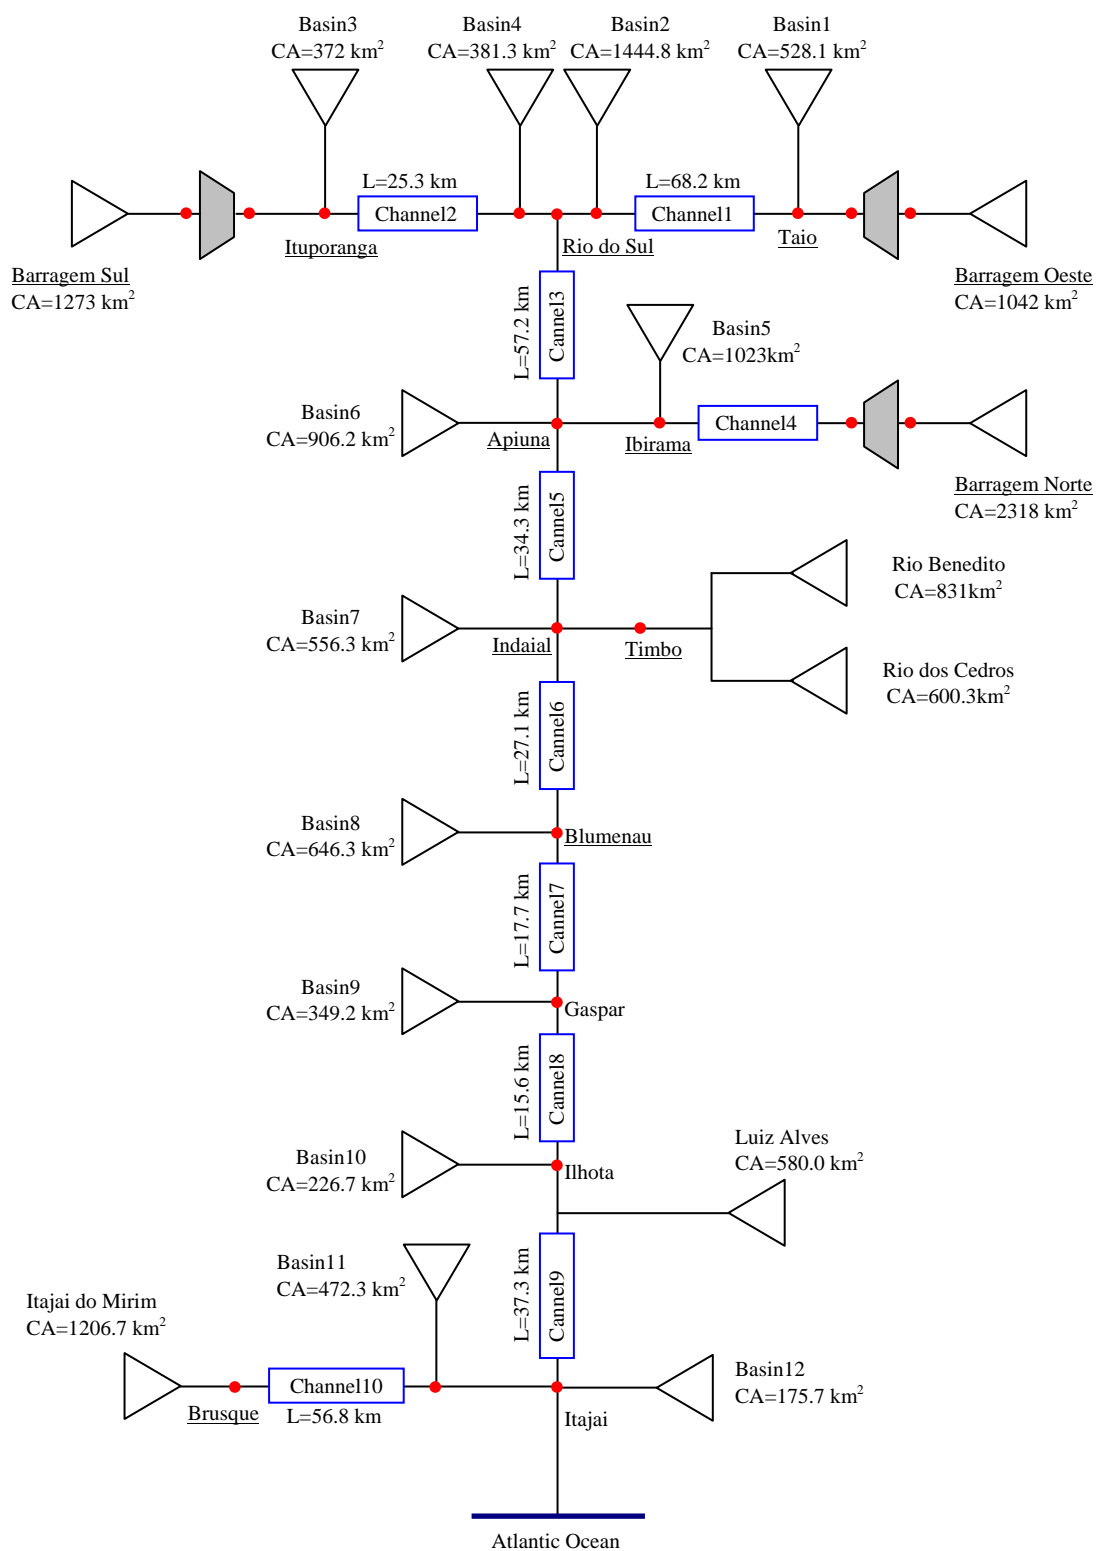 Basin3
CA=372 km²
Basin4
CA=381.3 km²
Basin2
CA=1444.8 km²
Basin1
CA=528.1 km²
L=25.3 km
Channel2
L=68.2 km
Channel1
Ituporanga
Rio do Sul
Taio
Barragem Sul
CA=1273 km²
Barragem Oeste
CA=1042 km²
L=57.2 km
Cannel3
Basin5
CA=1023km²
Basin6
CA=906.2 km²
Channel4
Apiuna
Ibirama
Barragem Norte
CA=2318 km²
L=34.3 km
Cannel5
Rio Benedito
CA=831km²
Basin7
CA=556.3 km²
Indaial
Timbo
Rio dos Cedros
CA=600.3km²
L=27.1 km
Cannel6
Basin8
CA=646.3 km²
Blumenau
L=17.7 km
Cannel7
Basin9
CA=349.2 km²
Gaspar
L=15.6 km
Cannel8
Basin10
CA=226.7 km²
Ilhota
Luiz Alves
CA=580.0 km²
Basin11
CA=472.3 km²
L=37.3 km
Cannel9
Itajai do Mirim
CA=1206.7 km²
Channel10
Brusque
L=56.8 km
Basin12
CA=175.7 km²
Itajai
Atlantic Ocean